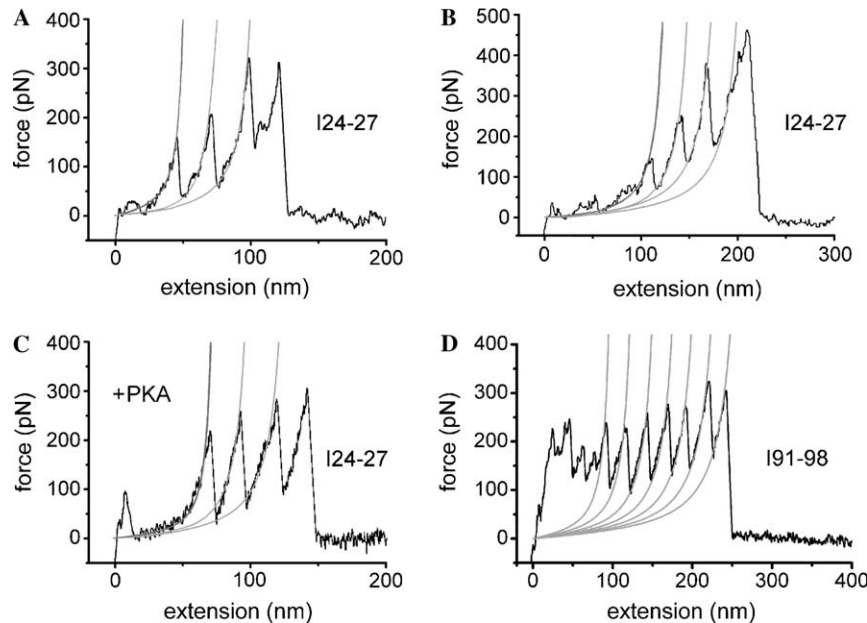 A
force (pN)
400
300
200
100
0
I24-27
0 100 200
extension (nm)
B
force (pN)
500
400
300
200
100
0
I24-27
0 100 200 300
extension (nm)
C
force (pN)
400
300
200
100
0
+PKA
I24-27
0 100 200
extension (nm)
D
force (pN)
400
300
200
100
0
I91-98
0 100 200 300 400
extension (nm)